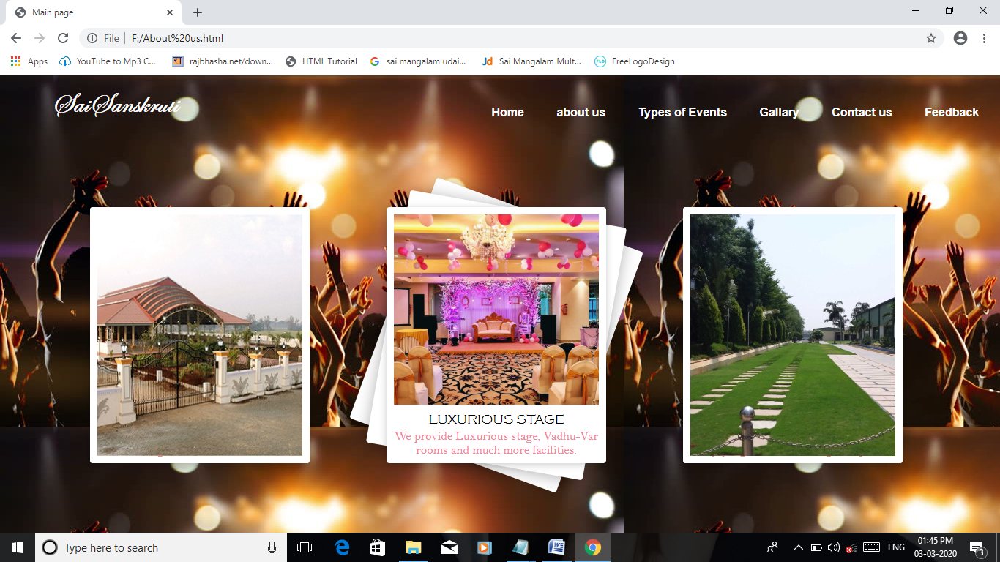 Main page
File
F:/About%20us.html
Apps
YouTube to Mp3 C...
rajbhasha.net/down...
HTML Tutorial
sai mangalam udai...
Jd
Sai Mangalam Mult...
FLD
FreeLogoDesign
SaiSanskruti
Home
about us
Types of Events
Gallary
Contact us
Feedback
LUXURIOUS STAGE
We provide Luxurious stage, Vadhu-Var
rooms and much more facilities.
Type here to search
ENG
01:45 PM
03-03-2020
3